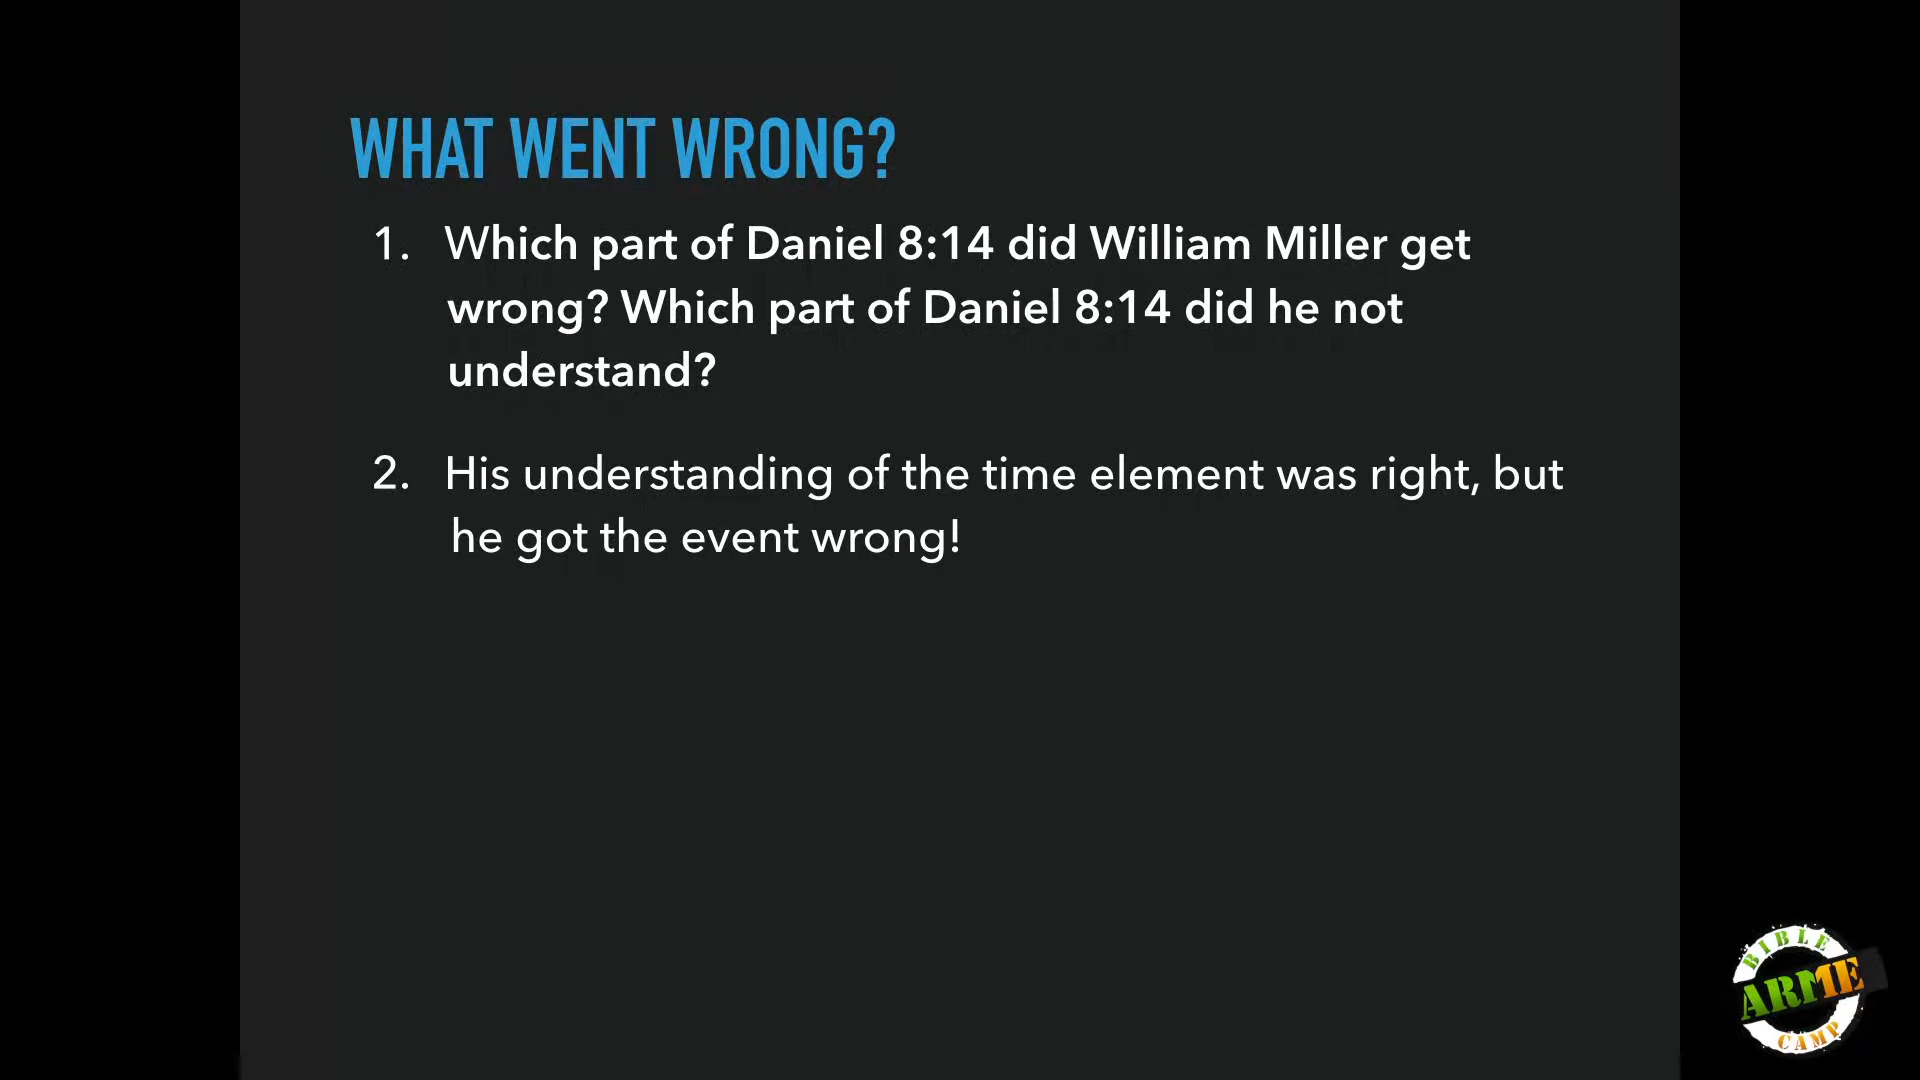 WHAT WENT WRONG?
1. Which part of Daniel 8:14 did William Miller get
wrong? Which part of Daniel 8:14 did he not
understand?
2. His understanding of the time element was right, but
he got the event wrong!
BIBLE
ARME
CAMP